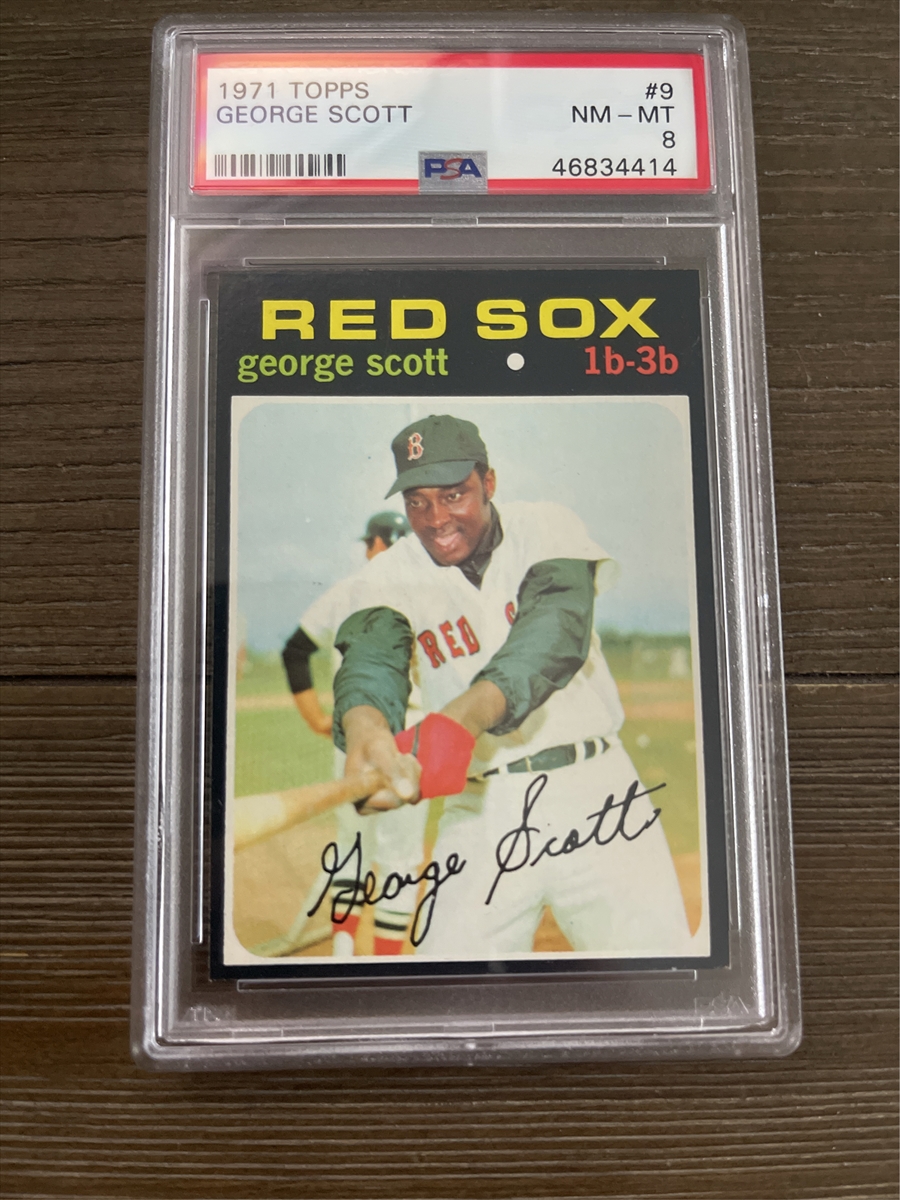 1971 TOPPS #9
GEORGE SCOTT NM - MT
8
PSA 46834414
RED SOX
george scott 1b-3b
B
RED S
George Scott